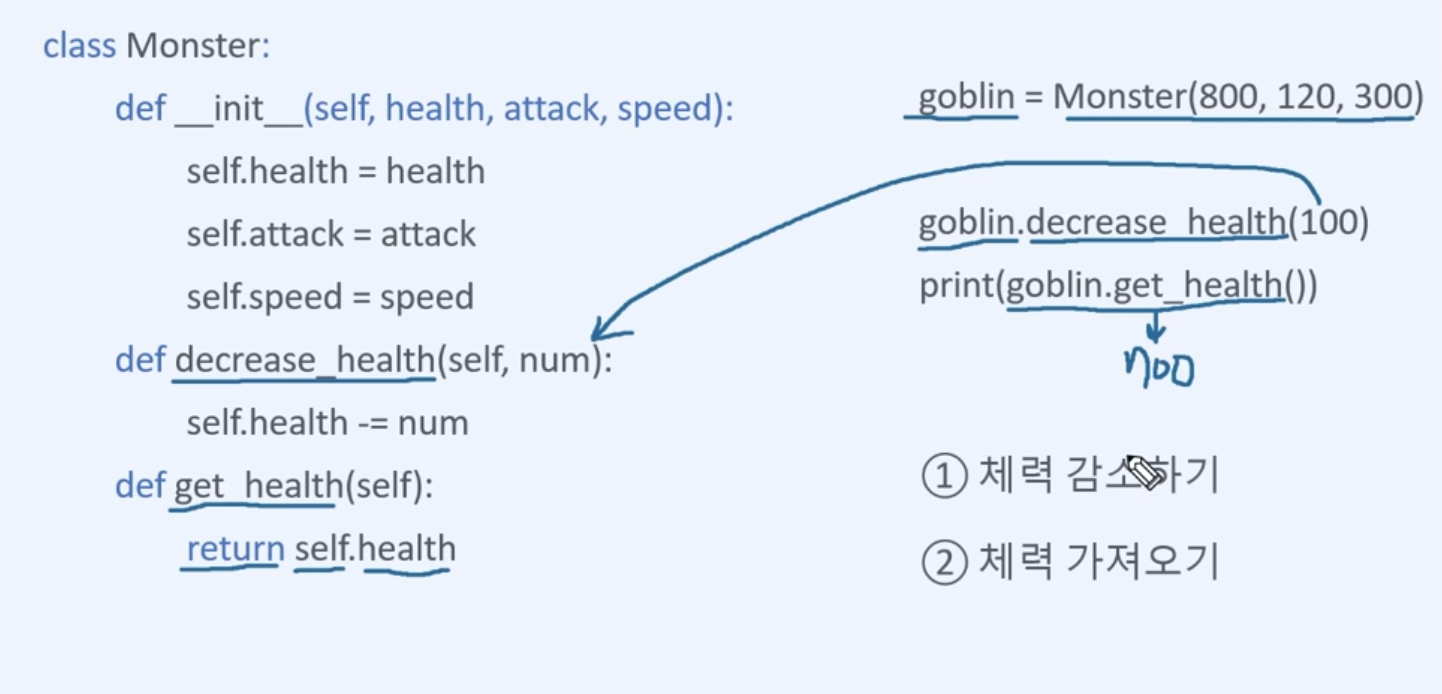 class Monster:
def __init__(self, health, attack, speed):
self.health = health
self.attack = attack
self.speed = speed
def decrease_health(self, num):
self.health -= num
def get_health(self):
return self.health
goblin = Monster(800, 120, 300)
goblin.decrease_health(100)
print(goblin.get_health())
700
① 체력 감소하기
② 체력 가져오기